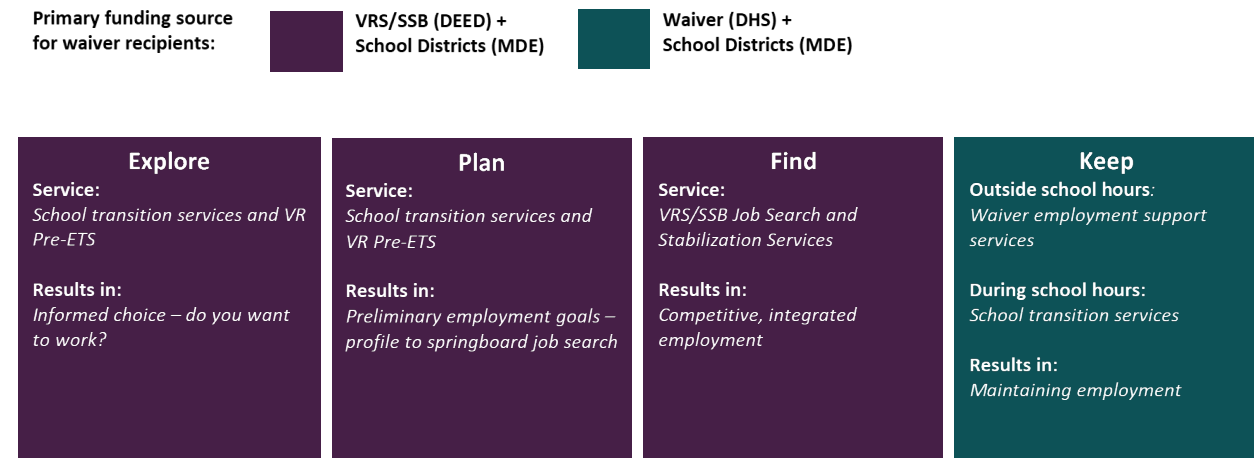 Primary funding source
for waiver recipients:
VRS/SSB (DEED) +
School Districts (MDE)
Waiver (DHS) +
School Districts (MDE)
Explore
Service:
School transition services and VR
Pre-ETS
Results in:
Informed choice – do you want
to work?
Plan
Service:
School transition services and
VR Pre-ETS
Results in:
Preliminary employment goals –
profile to springboard job search
Find
Service:
VRS/SSB Job Search and
Stabilization Services
Results in:
Competitive, integrated
employment
Keep
Outside school hours:
Waiver employment support
services
During school hours:
School transition services
Results in:
Maintaining employment